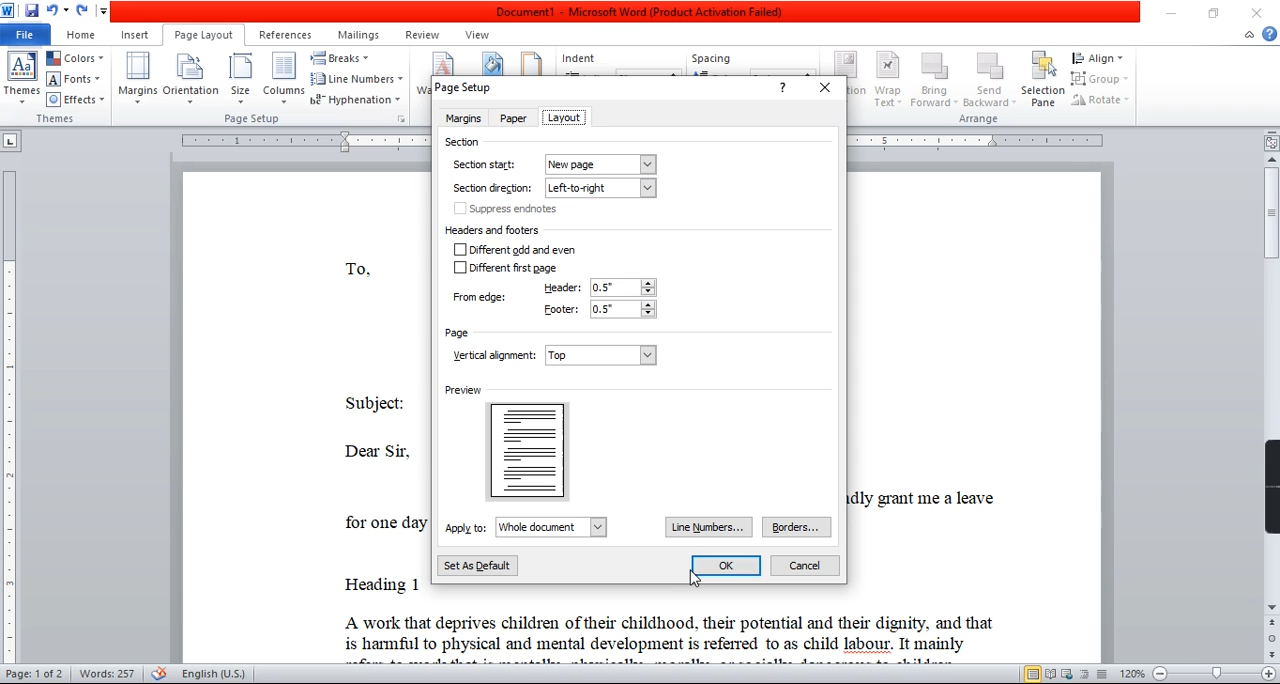 Document1 - Microsoft Word (Product Activation Failed)
File Home Insert Page Layout References Mailings Review View
Themes
Colors
Fonts
Effects
Themes
Margins Orientation Size Columns
Breaks
Line Numbers
Hyphenation
Page Setup
Indent Spacing
Wrap Text
Bring Forward
Send Backward
Selection Pane
Align
Group
Rotate
Arrange
Page Setup
Margins Paper Layout
Section
Section start: New page
Section direction: Left-to-right
Suppress endnotes
Headers and footers
Different odd and even
Different first page
From edge:
Header: 0.5"
Footer: 0.5"
Page
Vertical alignment: Top
Preview
Apply to: Whole document Line Numbers... Borders...
Set As Default OK Cancel
To,
Subject:
Dear Sir,
grant me a leave
for one day
Heading 1
A work that deprives children of their childhood, their potential and their dignity, and that
is harmful to physical and mental development is referred to as child labour. It mainly
Page: 1 of 2 Words: 257 English (U.S.) 120%